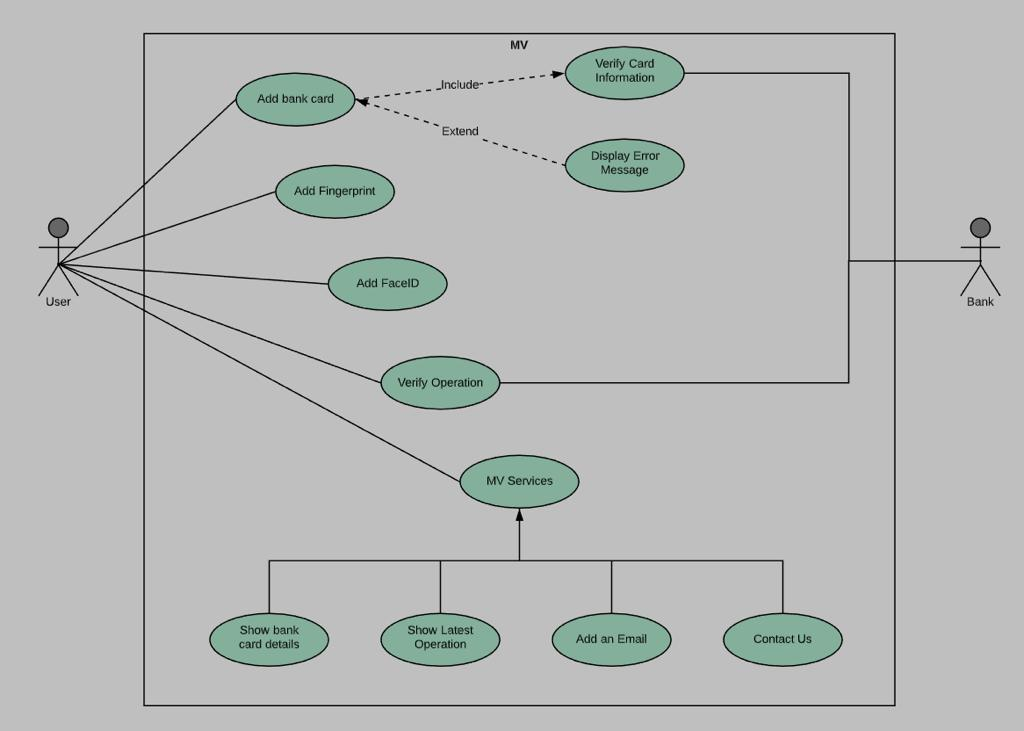 MV
Verify Card
Information
Include
Add bank card
Extend
Display Error
Message
Add Fingerprint
Add FaceID
User
Bank
Verify Operation
MV Services
Show bank
card details
Show Latest
Operation
Add an Email
Contact Us